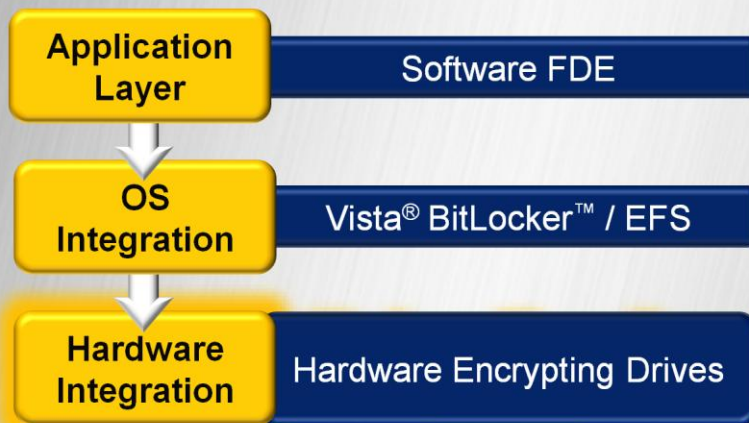 Application
Layer
Software FDE
OS
Integration
Vista® BitLocker™ / EFS
Hardware
Integration
Hardware Encrypting Drives